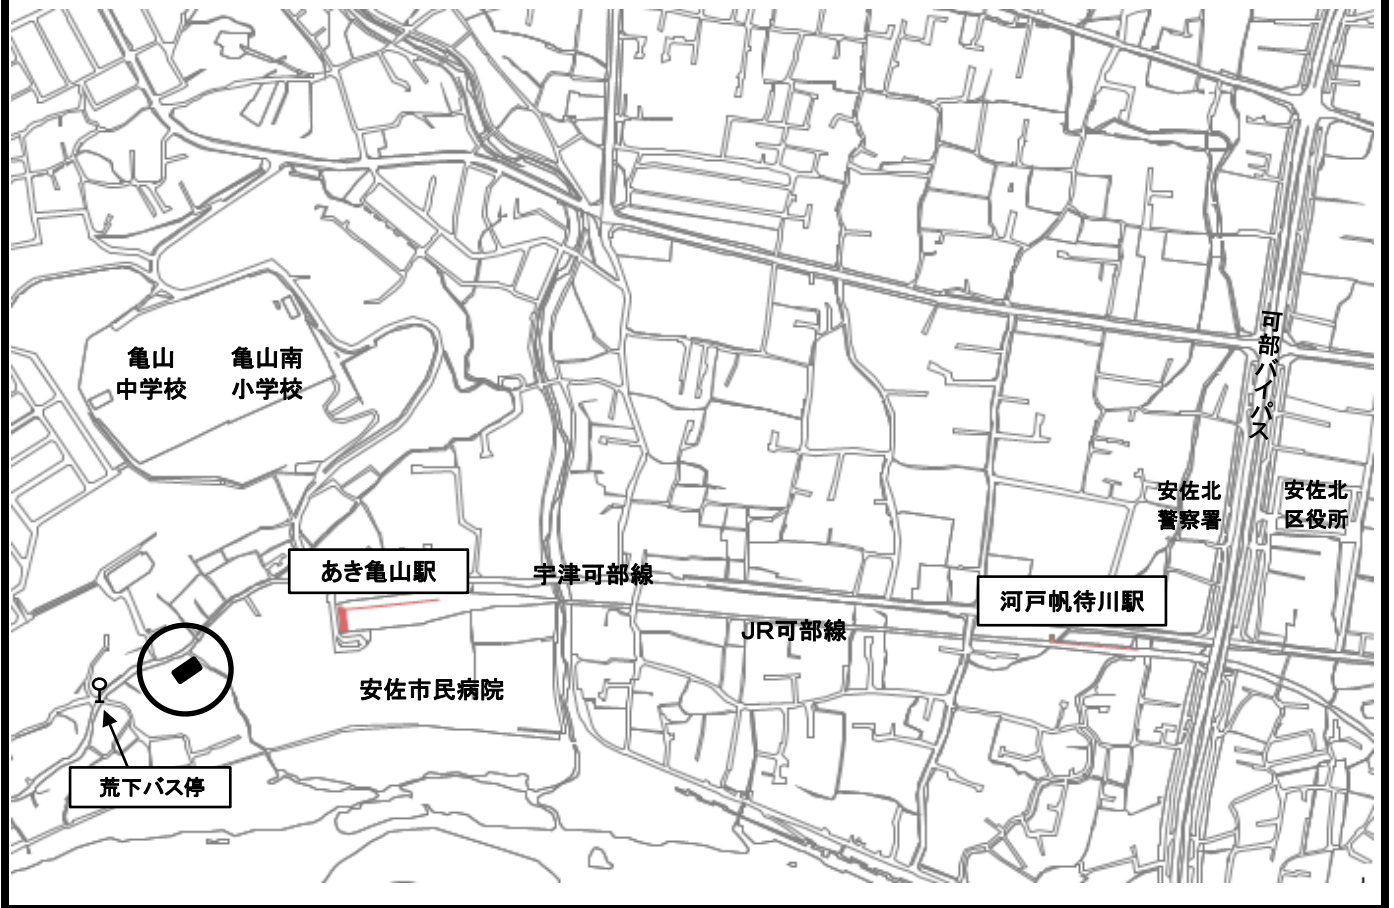 可部バイパス
亀山
中学校
亀山南
小学校
安佐北
警察署
安佐北
区役所
あき亀山駅
宇津可部線
河戸帆待川駅
JR可部線
安佐市民病院
荒下バス停